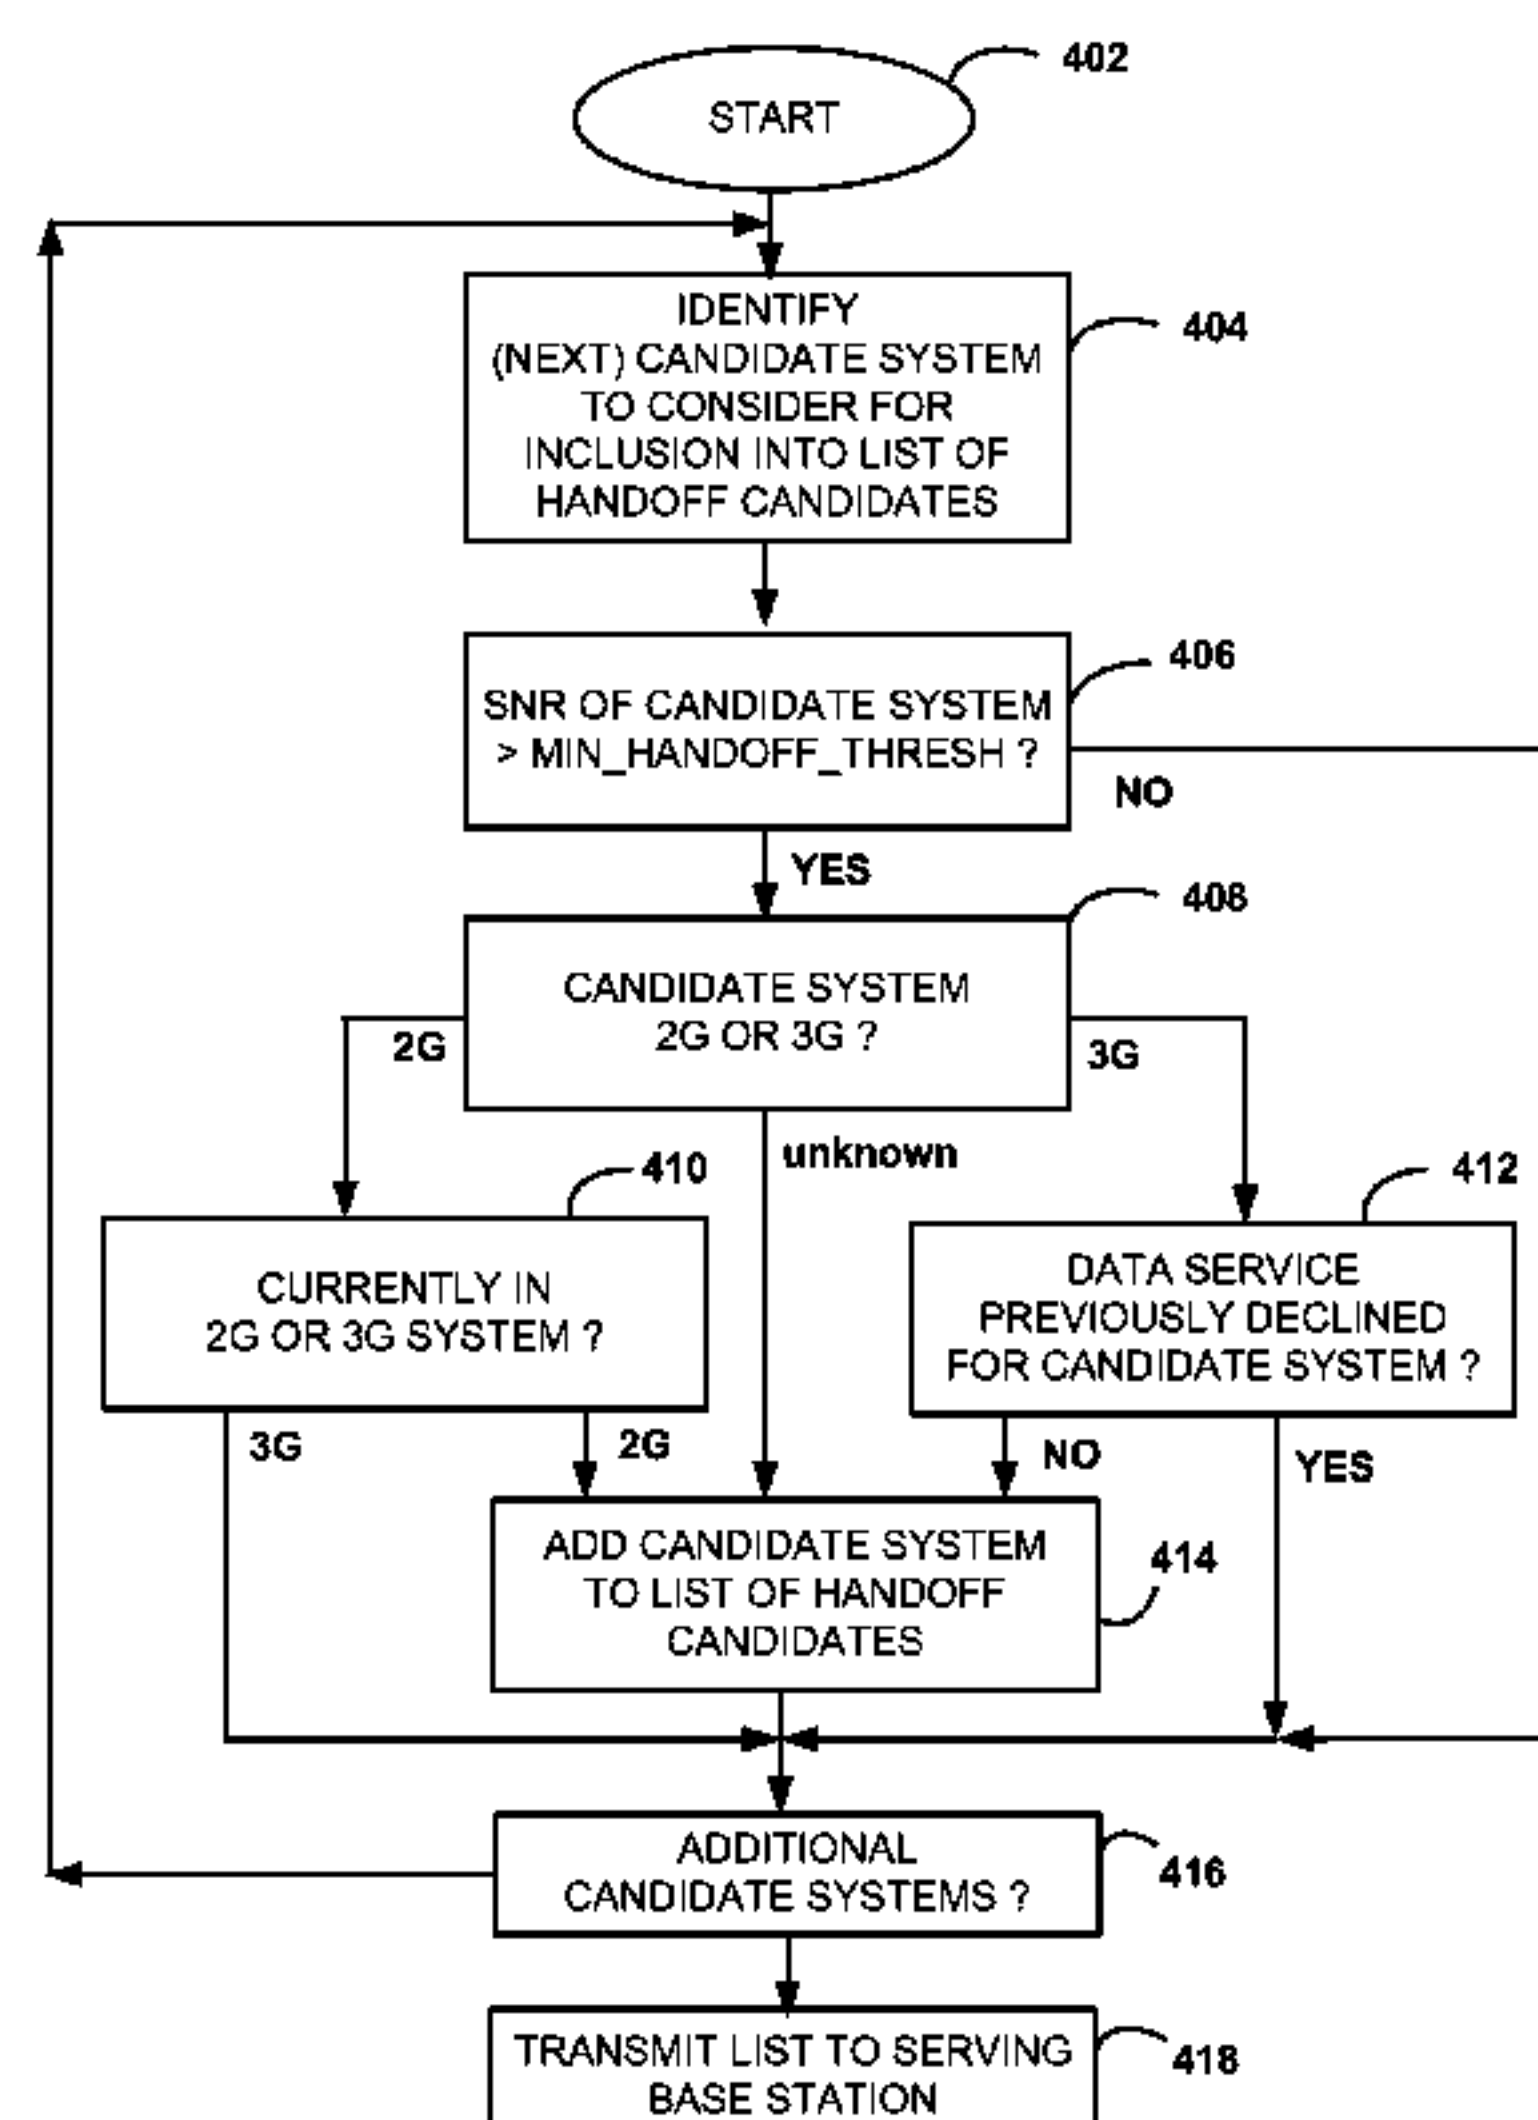 402
START
IDENTIFY
(NEXT) CANDIDATE SYSTEM
TO CONSIDER FOR
INCLUSION INTO LIST OF
HANDOFF CANDIDATES
404
SNR OF CANDIDATE SYSTEM
> MIN_HANDOFF_THRESH ?
406
NO
YES
408
CANDIDATE SYSTEM
2G OR 3G ?
2G
3G
unknown
410
412
CURRENTLY IN
2G OR 3G SYSTEM ?
DATA SERVICE
PREVIOUSLY DECLINED
FOR CANDIDATE SYSTEM ?
3G
2G
NO
YES
ADD CANDIDATE SYSTEM
TO LIST OF HANDOFF
CANDIDATES
414
ADDITIONAL
CANDIDATE SYSTEMS ?
416
TRANSMIT LIST TO SERVING
BASE STATION
418